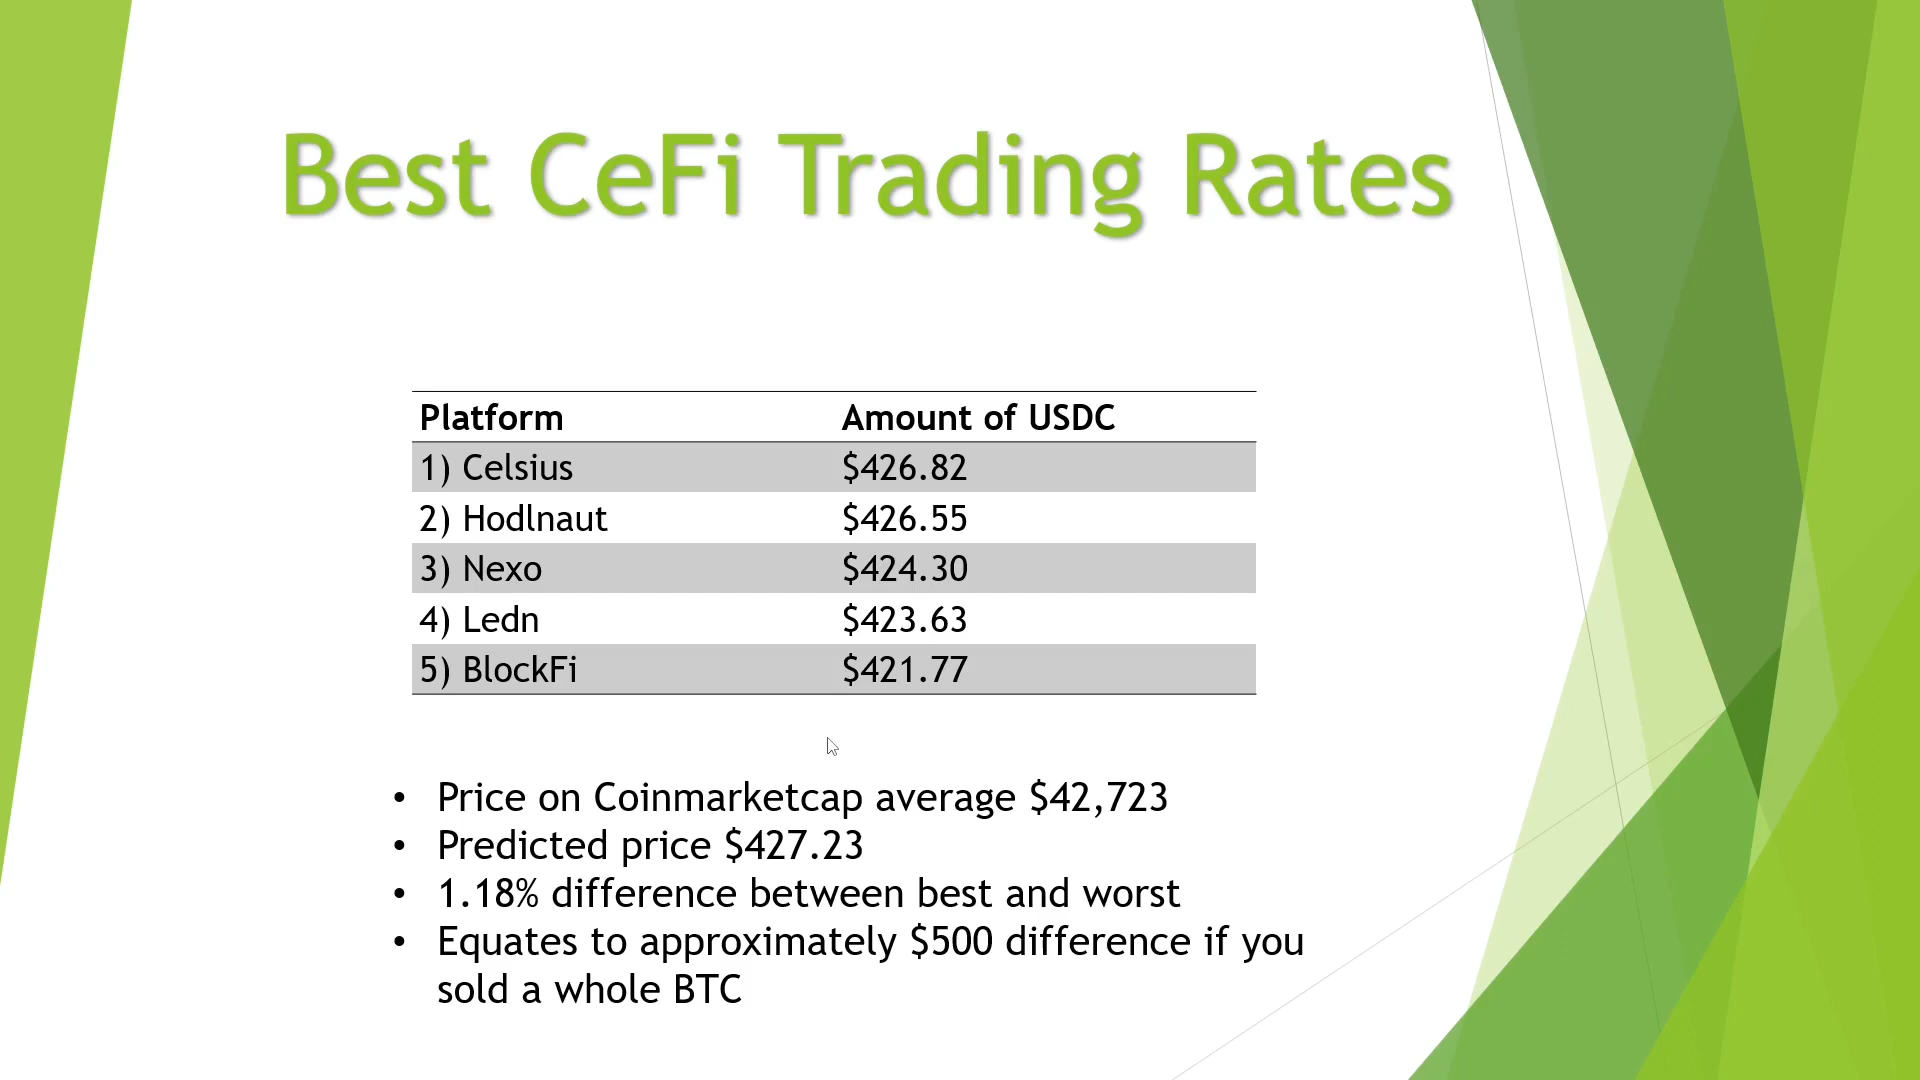 Best CeFi Trading Rates
Platform Amount of USDC
1) Celsius $426.82
2) Hodlnaut $426.55
3) Nexo $424.30
4) Ledn $423.63
5) BlockFi $421.77
• Price on Coinmarketcap average $42,723
• Predicted price $427.23
• 1.18% difference between best and worst
• Equates to approximately $500 difference if you
sold a whole BTC